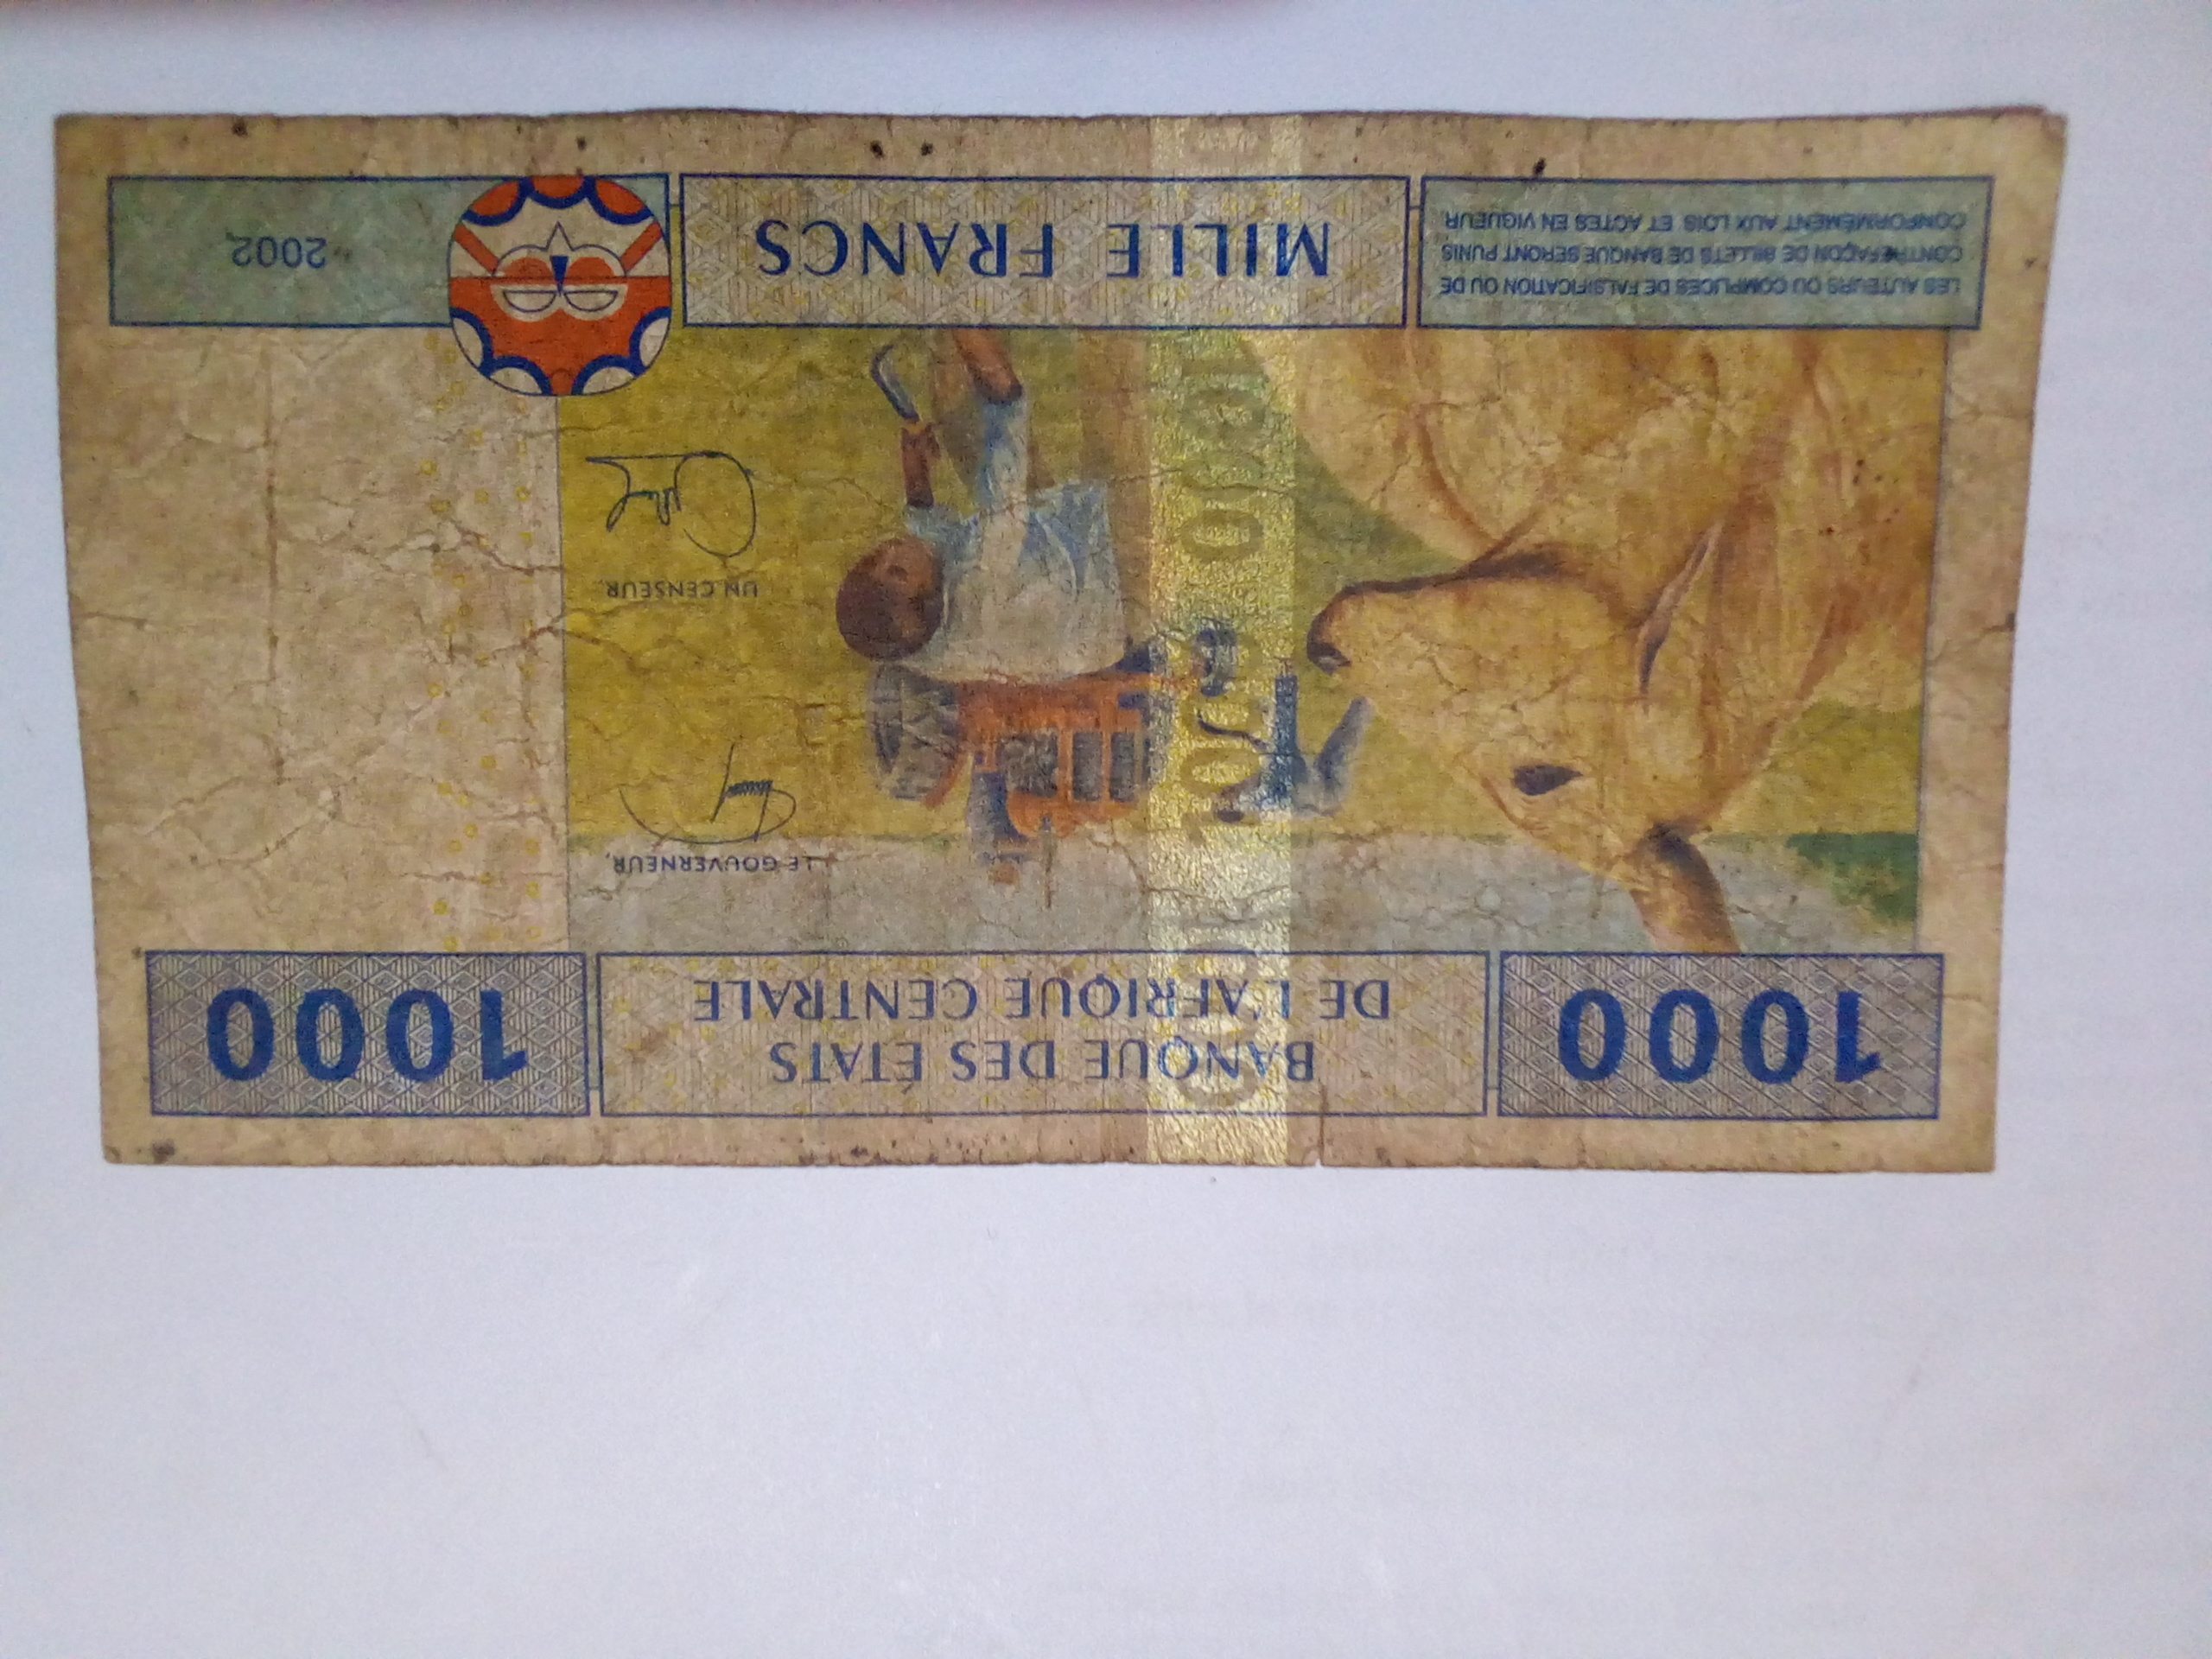 1000
BANQUE DES ÉTATS
DE L'AFRIQUE CENTRALE
1000
LE GOUVERNEUR,
UN CENSEUR,
LES AUTEURS OU COMPLICES DE FALSIFICATION OU DE
CONTREFAÇON DE BILLETS DE BANQUE SERONT PUNIS
CONFORMÉMENT AUX LOIS ET ACTES EN VIGUEUR
MILLE FRANCS
2002